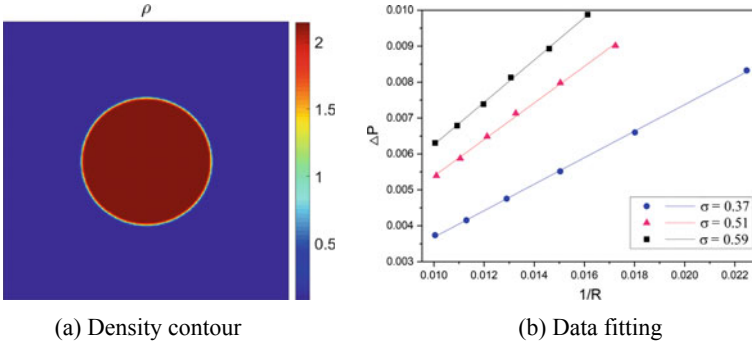 ρ
2
1.5
1
0.5
(a) Density contour
0.010
0.009
0.008
0.007
0.006
0.005
0.004
0.003
ΔP
σ = 0.37
σ = 0.51
σ = 0.59
0.010 0.012 0.014 0.016 0.018 0.020 0.022
1/R
(b) Data fitting